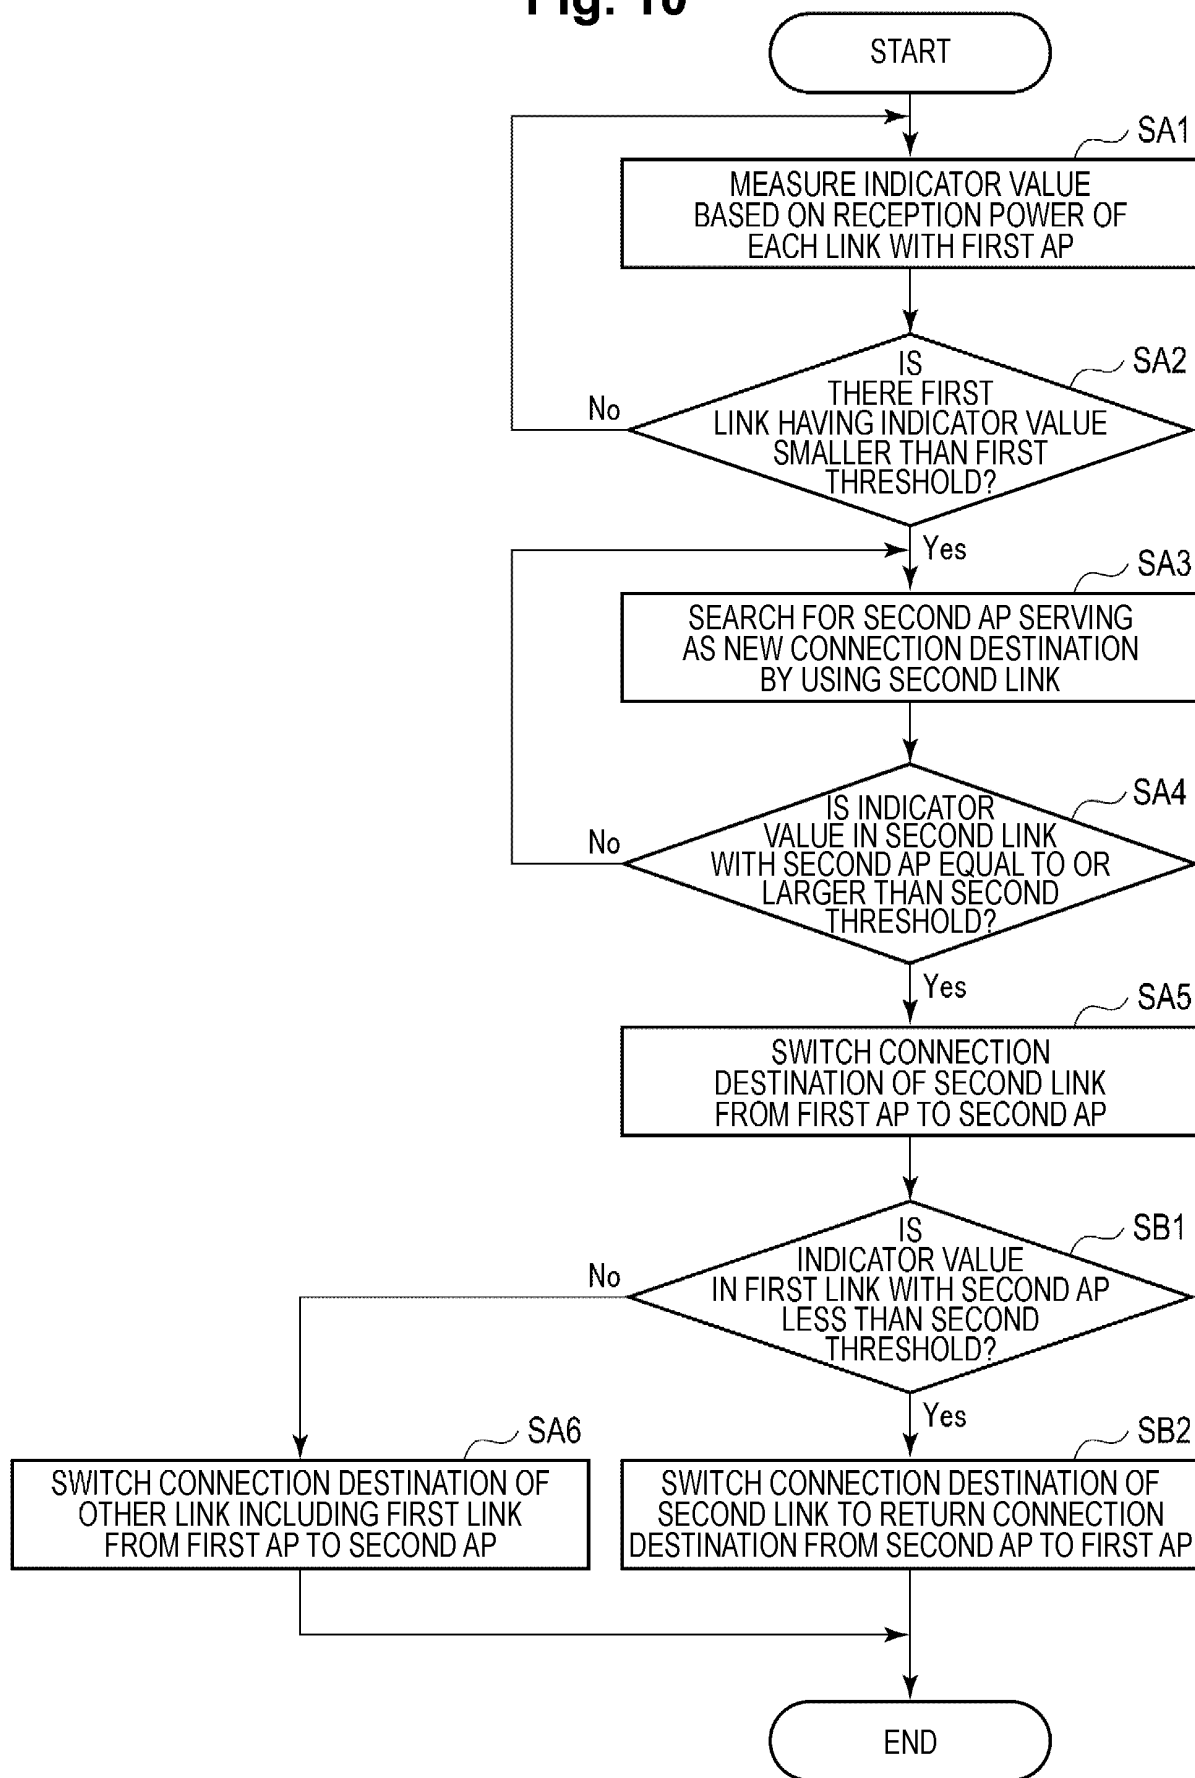 Fig. 10
START
SA1
MEASURE INDICATOR VALUE
BASED ON RECEPTION POWER OF
EACH LINK WITH FIRST AP
SA2
IS
THERE FIRST
LINK HAVING INDICATOR VALUE
SMALLER THAN FIRST
THRESHOLD?
No
Yes
SA3
SEARCH FOR SECOND AP SERVING
AS NEW CONNECTION DESTINATION
BY USING SECOND LINK
SA4
IS INDICATOR
VALUE IN SECOND LINK
WITH SECOND AP EQUAL TO OR
LARGER THAN SECOND
THRESHOLD?
No
Yes
SA5
SWITCH CONNECTION
DESTINATION OF SECOND LINK
FROM FIRST AP TO SECOND AP
SB1
IS
INDICATOR VALUE
IN FIRST LINK WITH SECOND AP
LESS THAN SECOND
THRESHOLD?
No
Yes
SA6
SWITCH CONNECTION DESTINATION OF
OTHER LINK INCLUDING FIRST LINK
FROM FIRST AP TO SECOND AP
SB2
SWITCH CONNECTION DESTINATION OF
SECOND LINK TO RETURN CONNECTION
DESTINATION FROM SECOND AP TO FIRST AP
END